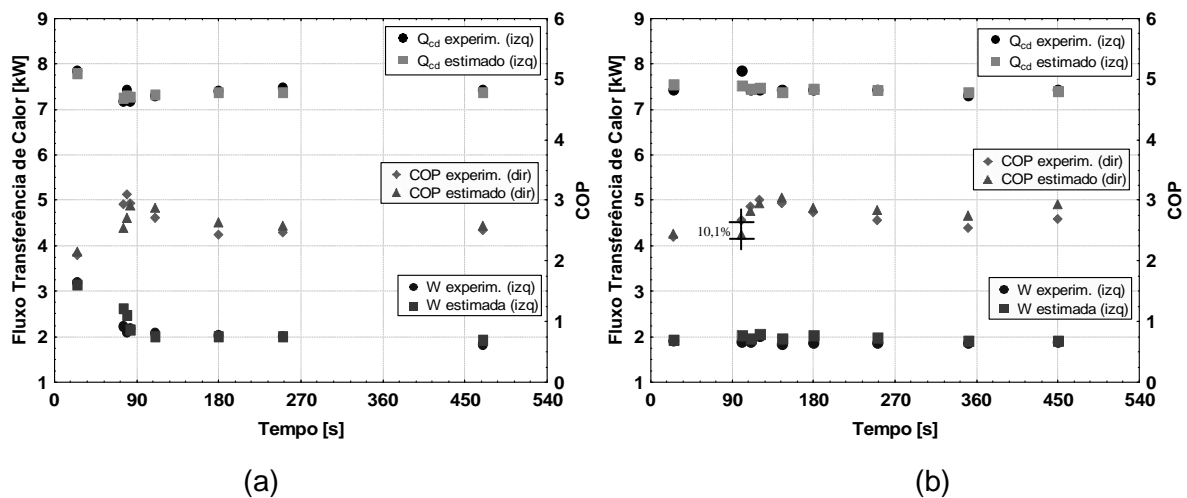 Fluxo Transferência de Calor [kW]
9
8
7
6
5
4
3
2
1
6
5
4
3
2
1
0
COP
Q_cd experim. (izq)
Q_cd estimado (izq)
COP experim. (dir)
COP estimado (dir)
W experim. (izq)
W estimada (izq)
0 90 180 270 360 450 540
Tempo [s]
(a)
Fluxo Transferência de Calor [kW]
9
8
7
6
5
4
3
2
1
6
5
4
3
2
1
0
COP
Q_cd experim. (izq)
Q_cd estimado (izq)
COP experim. (dir)
COP estimado (dir)
10,1%
W experim. (izq)
W estimada (izq)
0 90 180 270 360 450 540
Tempo [s]
(b)